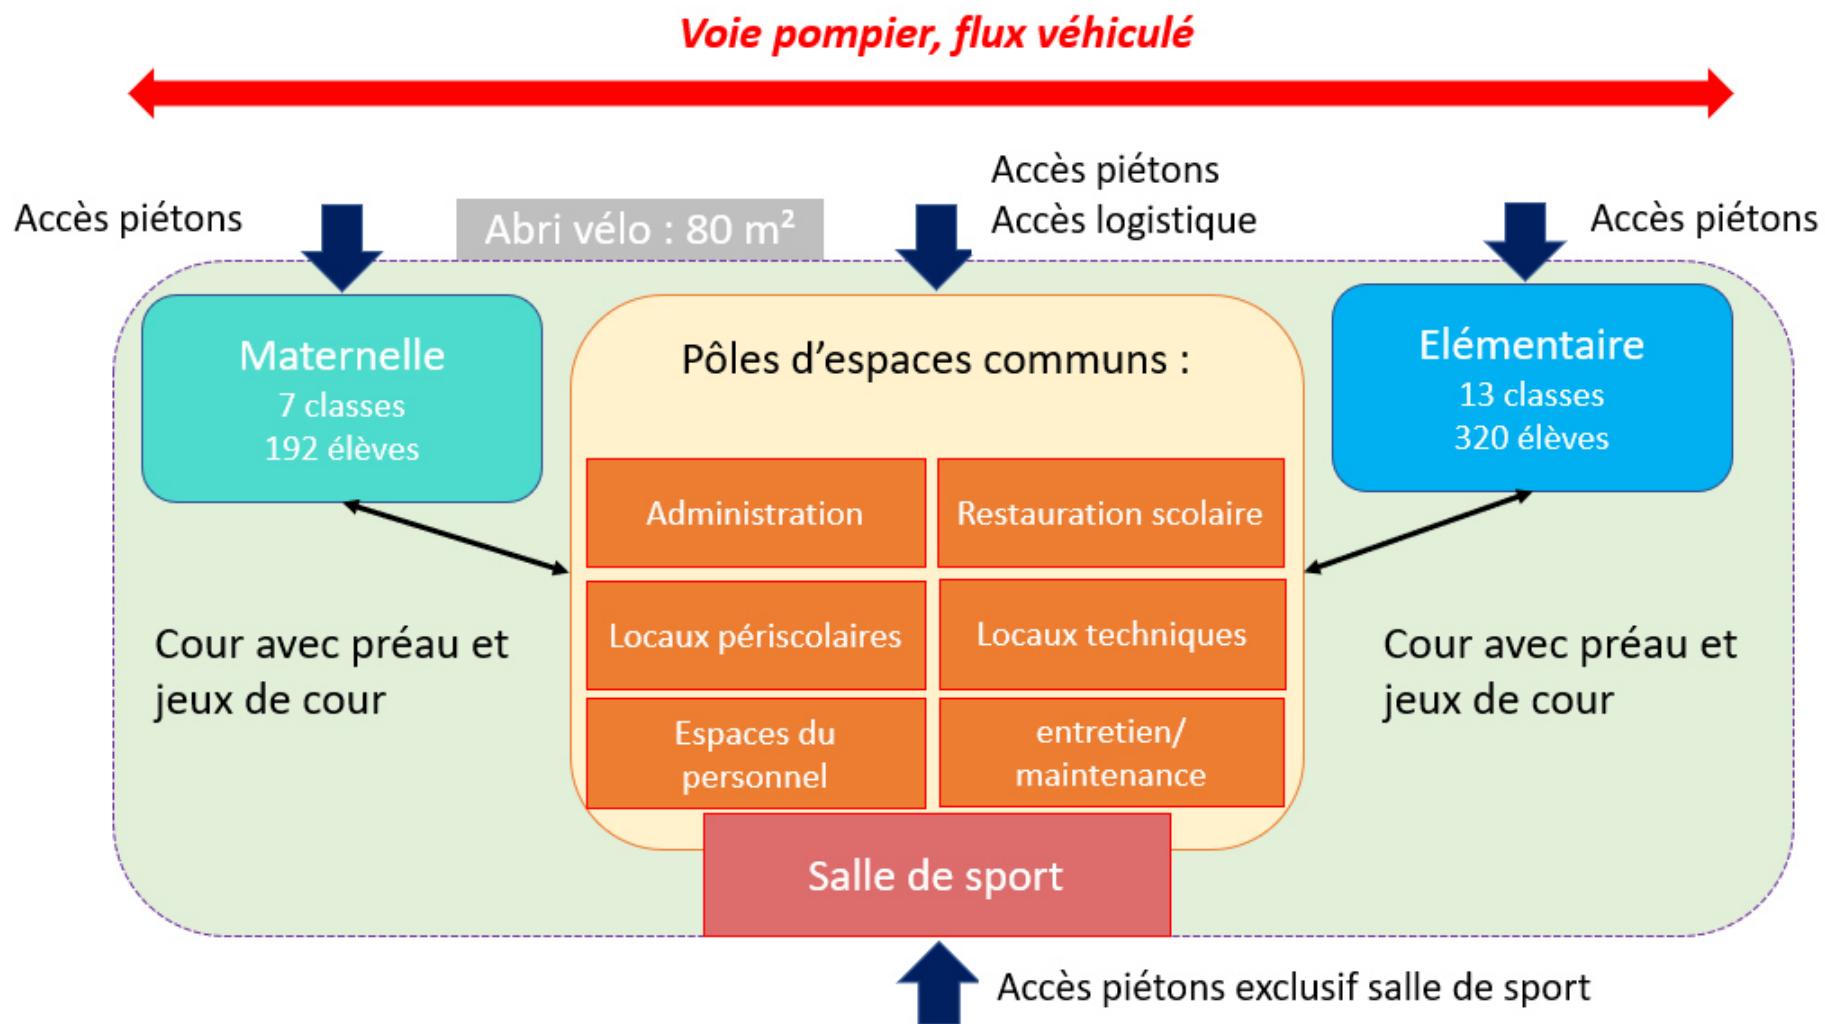 Voie pompier, flux véhiculé
Accès piétons
Abri vélo : 80 m²
Accès piétons
Accès logistique
Accès piétons
Maternelle
7 classes
192 élèves
Pôles d'espaces communs :
Elémentaire
13 classes
320 élèves
Administration
Restauration scolaire
Locaux périscolaires
Locaux techniques
Espaces du
personnel
entretien/
maintenance
Cour avec préau et
jeux de cour
Cour avec préau et
jeux de cour
Salle de sport
Accès piétons exclusif salle de sport